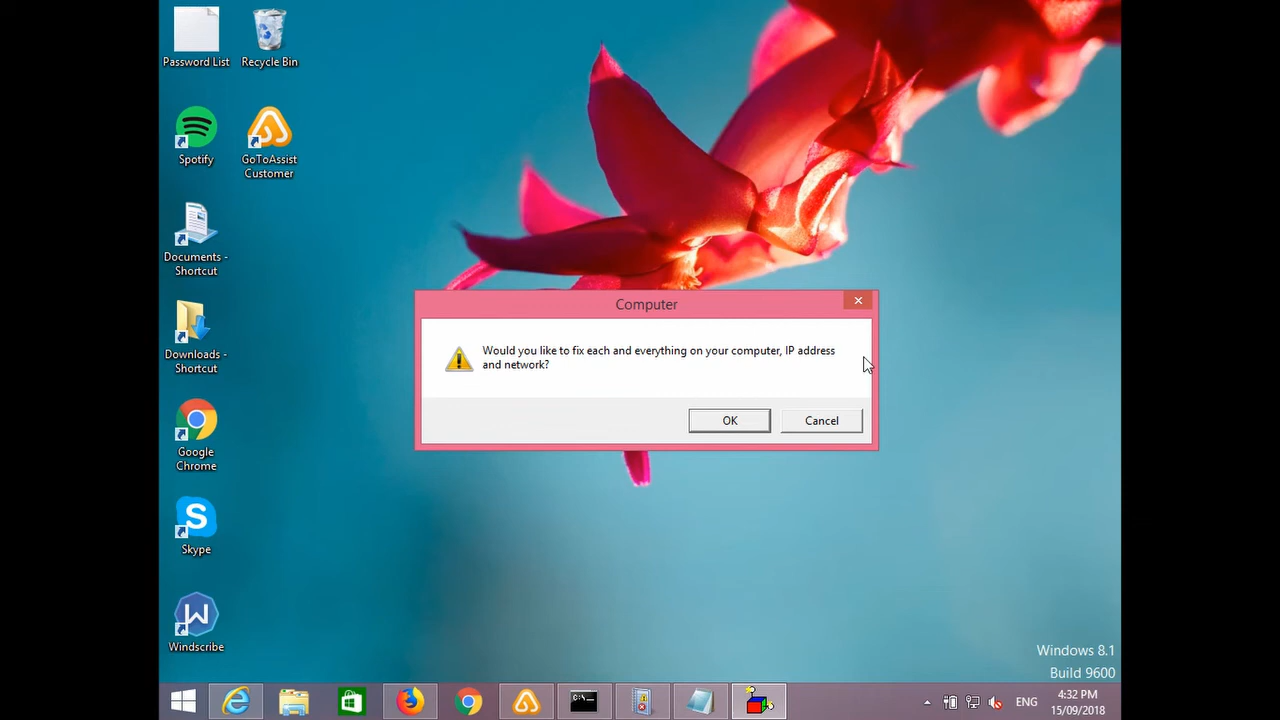 Password List
Recycle Bin
Spotify
GoToAssist
Customer
Documents -
Shortcut
Computer
Would you like to fix each and everything on your computer, IP address
and network?
OK
Cancel
Downloads -
Shortcut
Google
Chrome
Skype
Windscribe
Windows 8.1
Build 9600
ENG
4:32 PM
15/09/2018